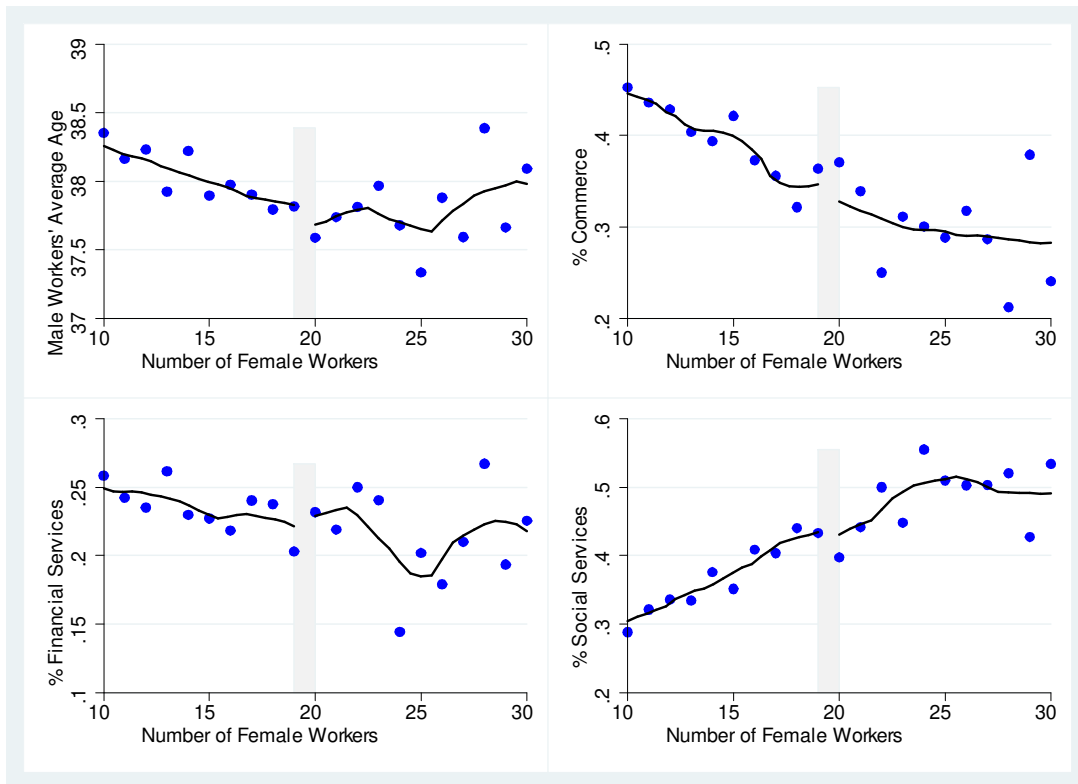 Male Workers' Average Age
39
38.5
38
37.5
37
10 15 20 25 30
Number of Female Workers
% Commerce
.5
.4
.3
.2
10 15 20 25 30
Number of Female Workers
% Financial Services
.3
.25
.2
.15
.1
10 15 20 25 30
Number of Female Workers
% Social Services
.6
.5
.4
.3
.2
10 15 20 25 30
Number of Female Workers